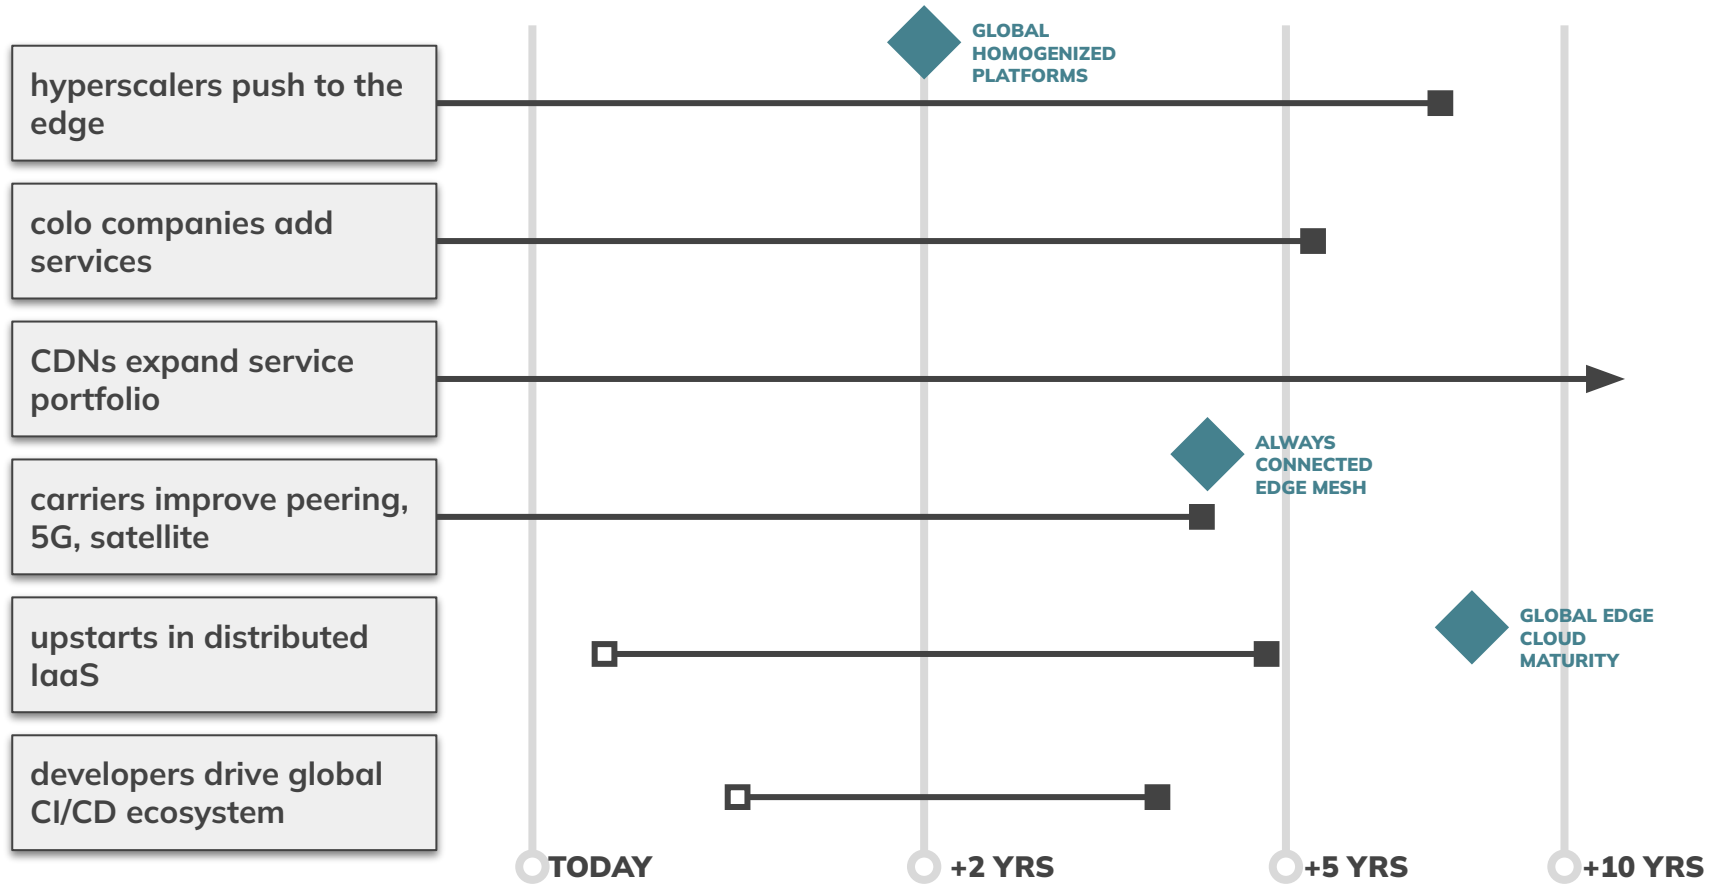 GLOBAL
HOMOGENIZED
PLATFORMS
hyperscalers push to the
edge
colo companies add
services
CDNs expand service
portfolio
ALWAYS
CONNECTED
EDGE MESH
carriers improve peering,
5G, satellite
upstarts in distributed
IaaS
GLOBAL EDGE
CLOUD
MATURITY
developers drive global
CI/CD ecosystem
TODAY
+2 YRS
+5 YRS
+10 YRS